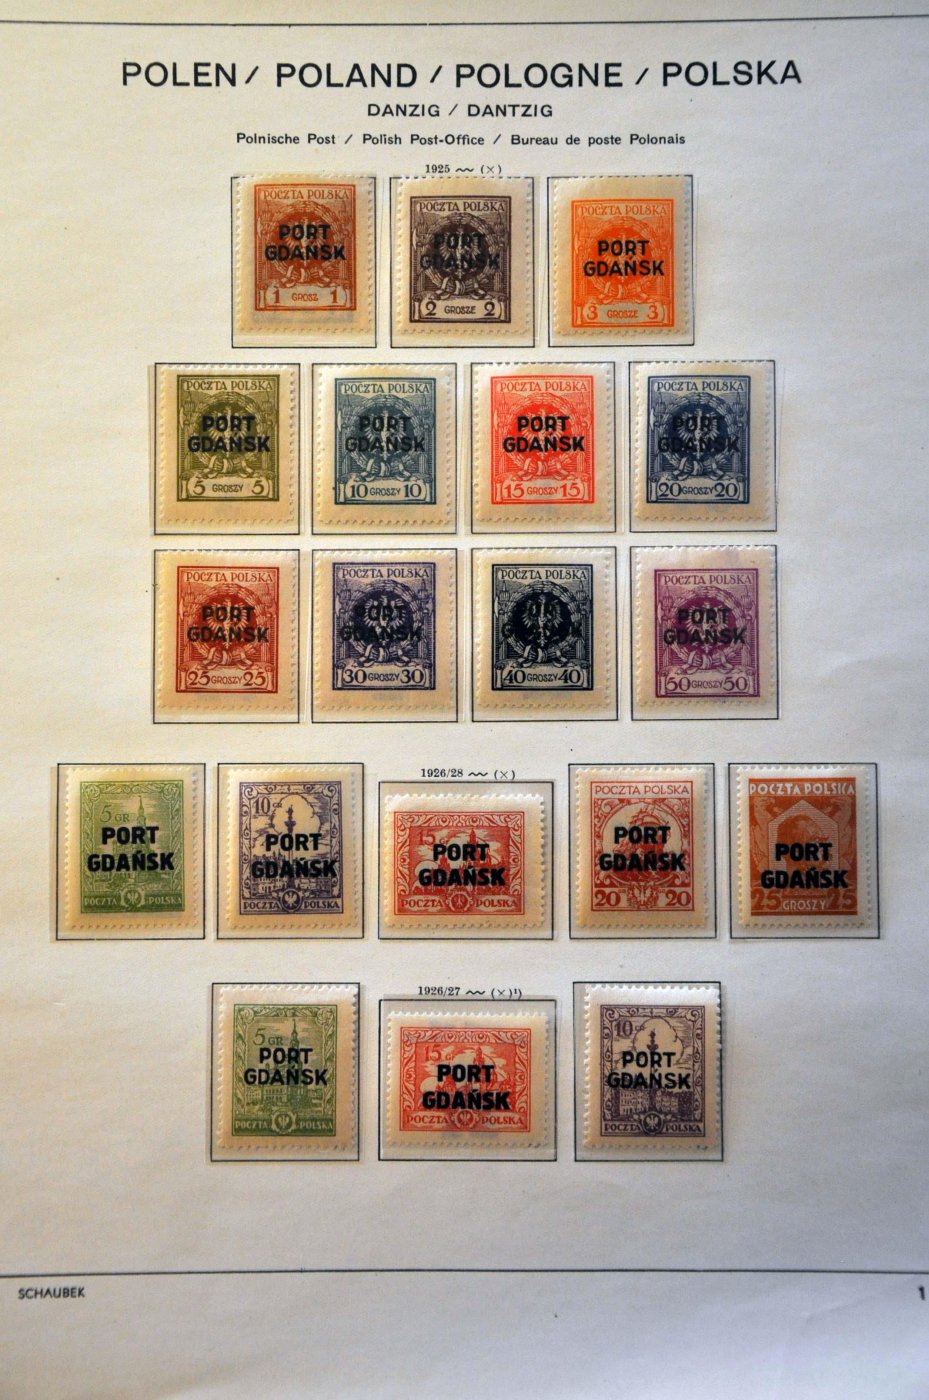 POLEN / POLAND / POLOGNE / POLSKA
DANZIG / DANTZIG
Polnische Post / Polish Post-Office / Bureau de poste Polonais
1925 (×)
POCZTA POLSKA
PORT
GDAŃSK
1 GROSZ 1
POCZTA POLSKA
PORT
GDAŃSK
2 GROSZE 2
POCZTA POLSKA
PORT
GDAŃSK
3 GROSZE 3
POCZTA POLSKA
PORT
GDAŃSK
5 GROSZY 5
POCZTA POLSKA
PORT
GDAŃSK
10 GROSZY 10
POCZTA POLSKA
PORT
GDAŃSK
15 GROSZY 15
POCZTA POLSKA
PORT
GDAŃSK
20 GROSZY 20
POCZTA POLSKA
PORT
GDAŃSK
25 GROSZY 25
POCZTA POLSKA
PORT
GDAŃSK
30 GROSZY 30
POCZTA POLSKA
PORT
GDAŃSK
40 GROSZY 40
POCZTA POLSKA
PORT
GDAŃSK
50 GROSZY 50
1926/28 (×)
5
GR
PORT
GDAŃSK
POCZTA POLSKA
10
GR
PORT
GDAŃSK
POCZTA POLSKA
15
PORT
GDAŃSK
POCZTA POLSKA
POCZTA POLSKA
PORT
GDAŃSK
20 20
POCZTA POLSKA
PORT
GDAŃSK
25 GROSZY 25
1926/27 (×)¹)
5
GR
PORT
GDAŃSK
POCZTA POLSKA
15
PORT
GDAŃSK
POCZTA POLSKA
10
GR
PORT
GDAŃSK
POCZTA POLSKA
SCHAUBEK
1